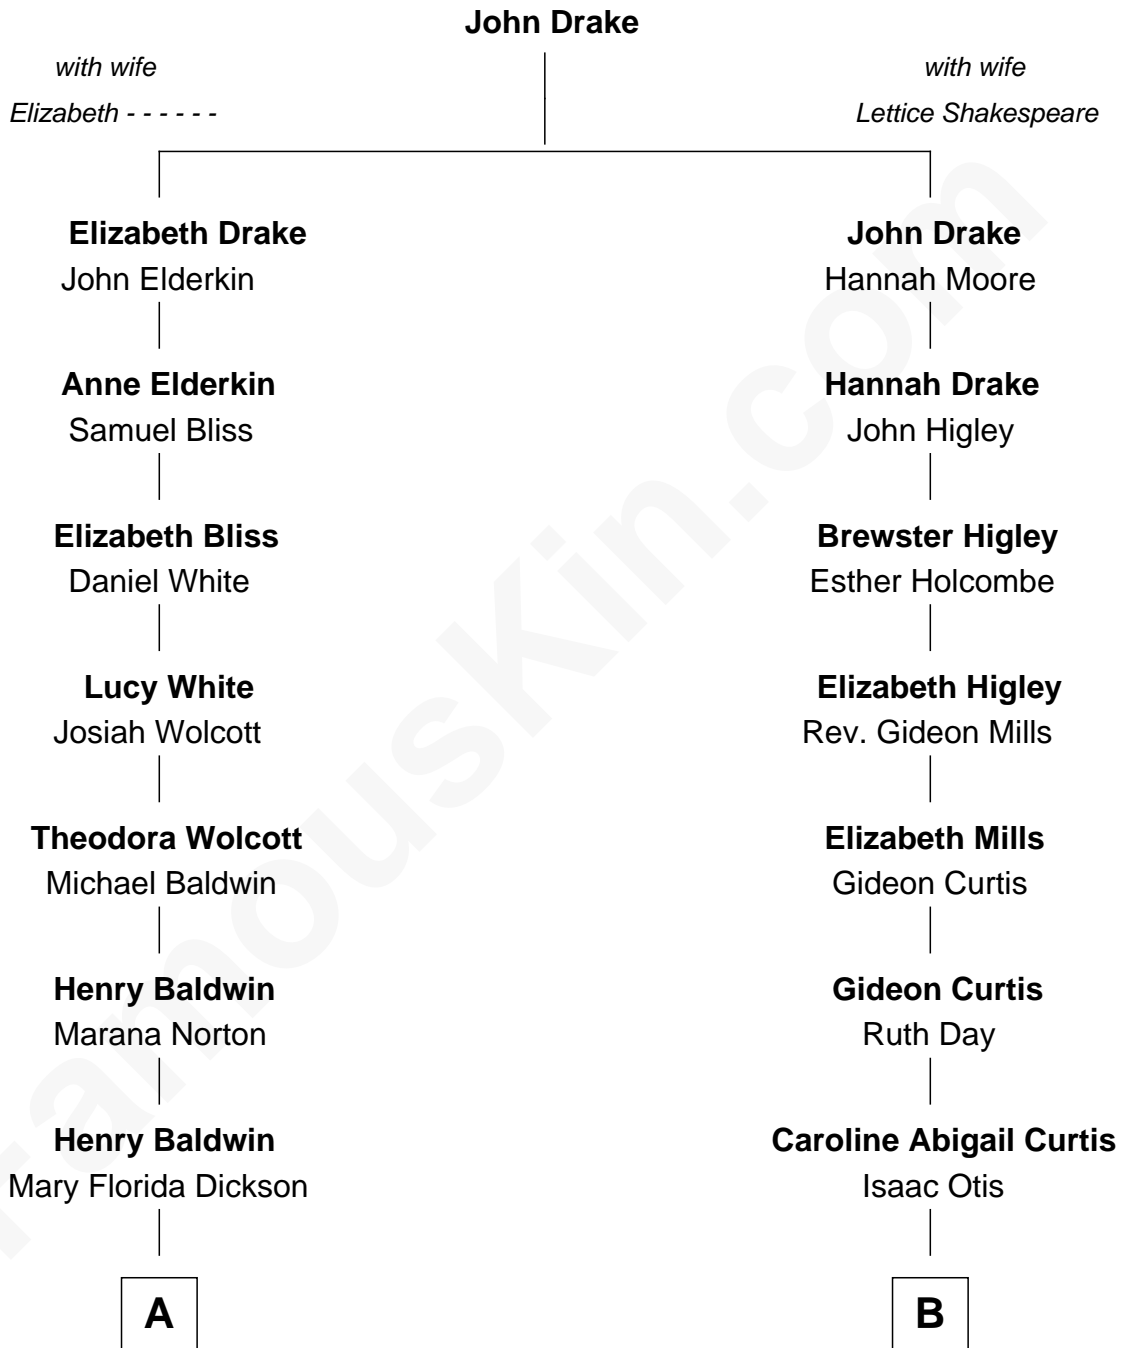 John Drake
with wife
Elizabeth - - - - - -
with wife
Lettice Shakespeare
Elizabeth Drake
John Elderkin
John Drake
Hannah Moore
Anne Elderkin
Samuel Bliss
Hannah Drake
John Higley
Elizabeth Bliss
Daniel White
Brewster Higley
Esther Holcombe
Lucy White
Josiah Wolcott
Elizabeth Higley
Rev. Gideon Mills
Theodora Wolcott
Michael Baldwin
Elizabeth Mills
Gideon Curtis
Henry Baldwin
Marana Norton
Gideon Curtis
Ruth Day
Henry Baldwin
Mary Florida Dickson
Caroline Abigail Curtis
Isaac Otis
A
B
famouskin.com